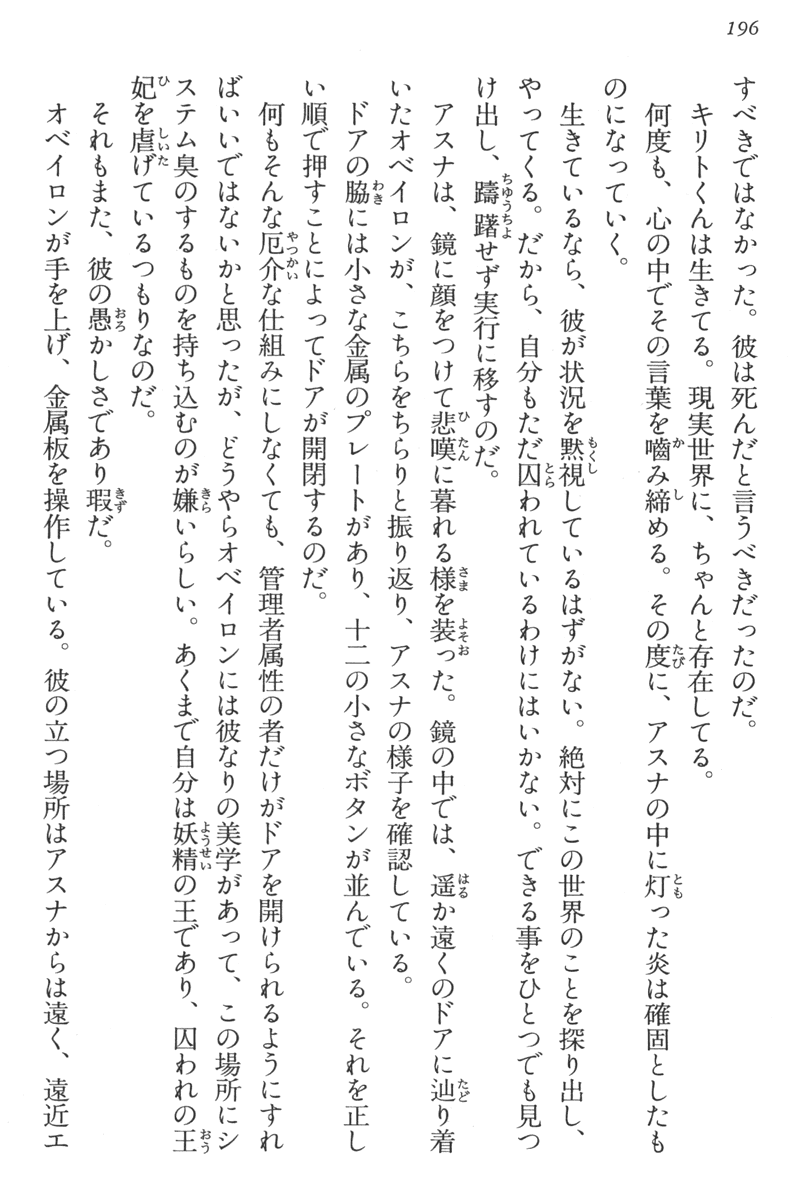 196
すべきではなかった。彼は死んだと言うべきだったのだ。
キリトくんは生きてる。現実世界に、ちゃんと存在してる。
何度も、心の中でその言葉を嚙み締める。その度に、アスナの中に灯った炎は確固としたも
のになっていく。
生きているなら、彼が状況を黙視しているはずがない。絶対にこの世界のことを探り出し、
やってくる。だから、自分もただ囚われているわけにはいかない。できる事をひとつでも見つ
け出し、躊躇せず実行に移すのだ。
アスナは、鏡に顔をつけて悲嘆に暮れる様を装った。鏡の中では、遥か遠くのドアに辿り着
いたオベイロンが、こちらをちらりと振り返り、アスナの様子を確認している。
ドアの脇には小さな金属のプレートがあり、十二の小さなボタンが並んでいる。それを正し
い順で押すことによってドアが開閉するのだ。
何もそんな厄介な仕組みにしなくても、管理者属性の者だけがドアを開けられるようにすれ
ばいいではないかと思ったが、どうやらオベイロンには彼なりの美学があって、この場所にシ
ステム臭のするものを持ち込むのが嫌いらしい。あくまで自分は妖精の王であり、囚われの王
妃を虐げているつもりなのだ。
それもまた、彼の愚かしさであり瑕だ。
オベイロンが手を上げ、金属板を操作している。彼の立つ場所はアスナからは遠く、遠近エ